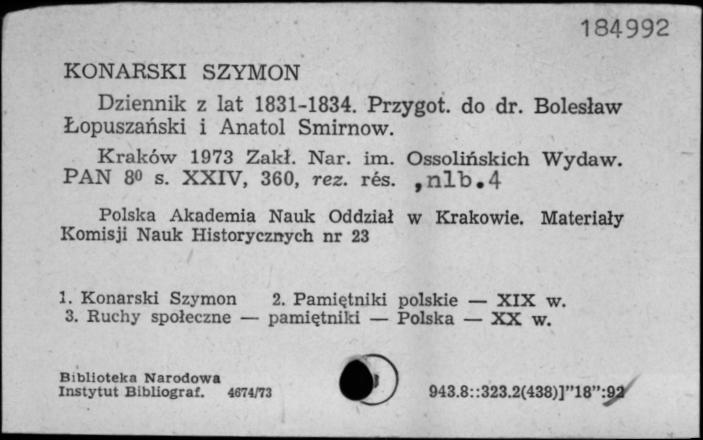 184992
KONARSKI SZYMON
Dziennik z lat 1831-1834. Przygot. do dr. Bolesław
Łopuszański i Anatol Smirnow.
Kraków 1973 Zakł. Nar. im. Ossolińskich Wydaw.
PAN 8⁰ s. XXIV, 360, rez. rés. ,nlb.4
Polska Akademia Nauk Oddział w Krakowie. Materiały
Komisji Nauk Historycznych nr 23
1. Konarski Szymon 2. Pamiętniki polskie — XIX w.
3. Ruchy społeczne — pamiętniki — Polska — XX w.
Biblioteka Narodowa
Instytut Bibliograf. 4674/73
943.8::323.2(438)]"18":92